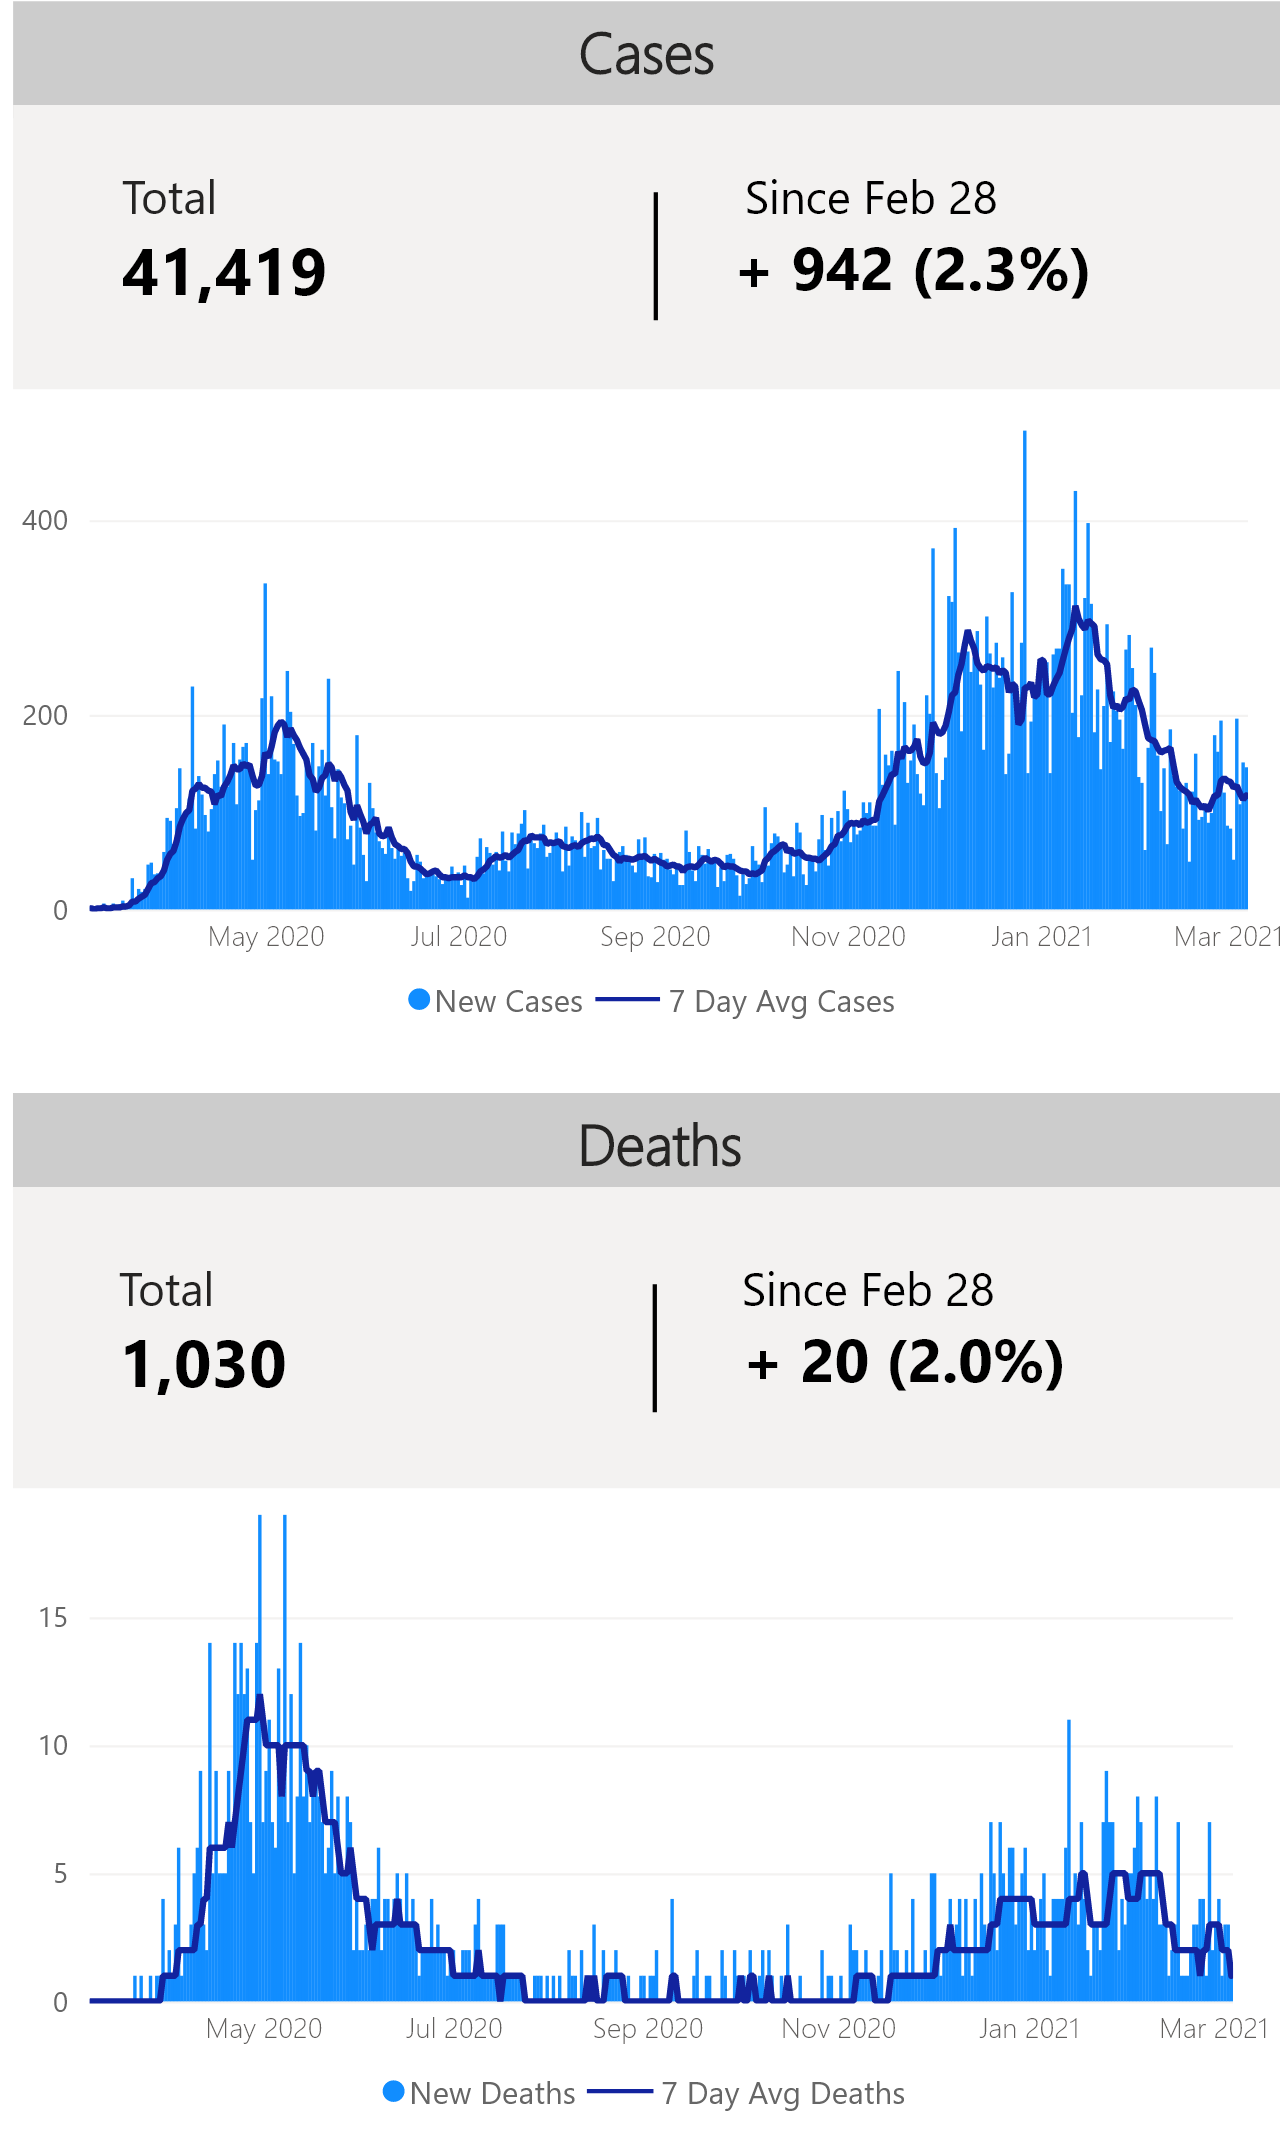 Cases
Total
Since Feb 28
41,419
+ 942 (2.3%)
400
200
0
May 2020 Jul 2020 Sep 2020 Nov 2020 Jan 2021 Mar 2021
New Cases 7 Day Avg Cases
Deaths
Total
Since Feb 28
1,030
+ 20 (2.0%)
15
10
5
0
May 2020 Jul 2020 Sep 2020 Nov 2020 Jan 2021 Mar 2021
New Deaths 7 Day Avg Deaths